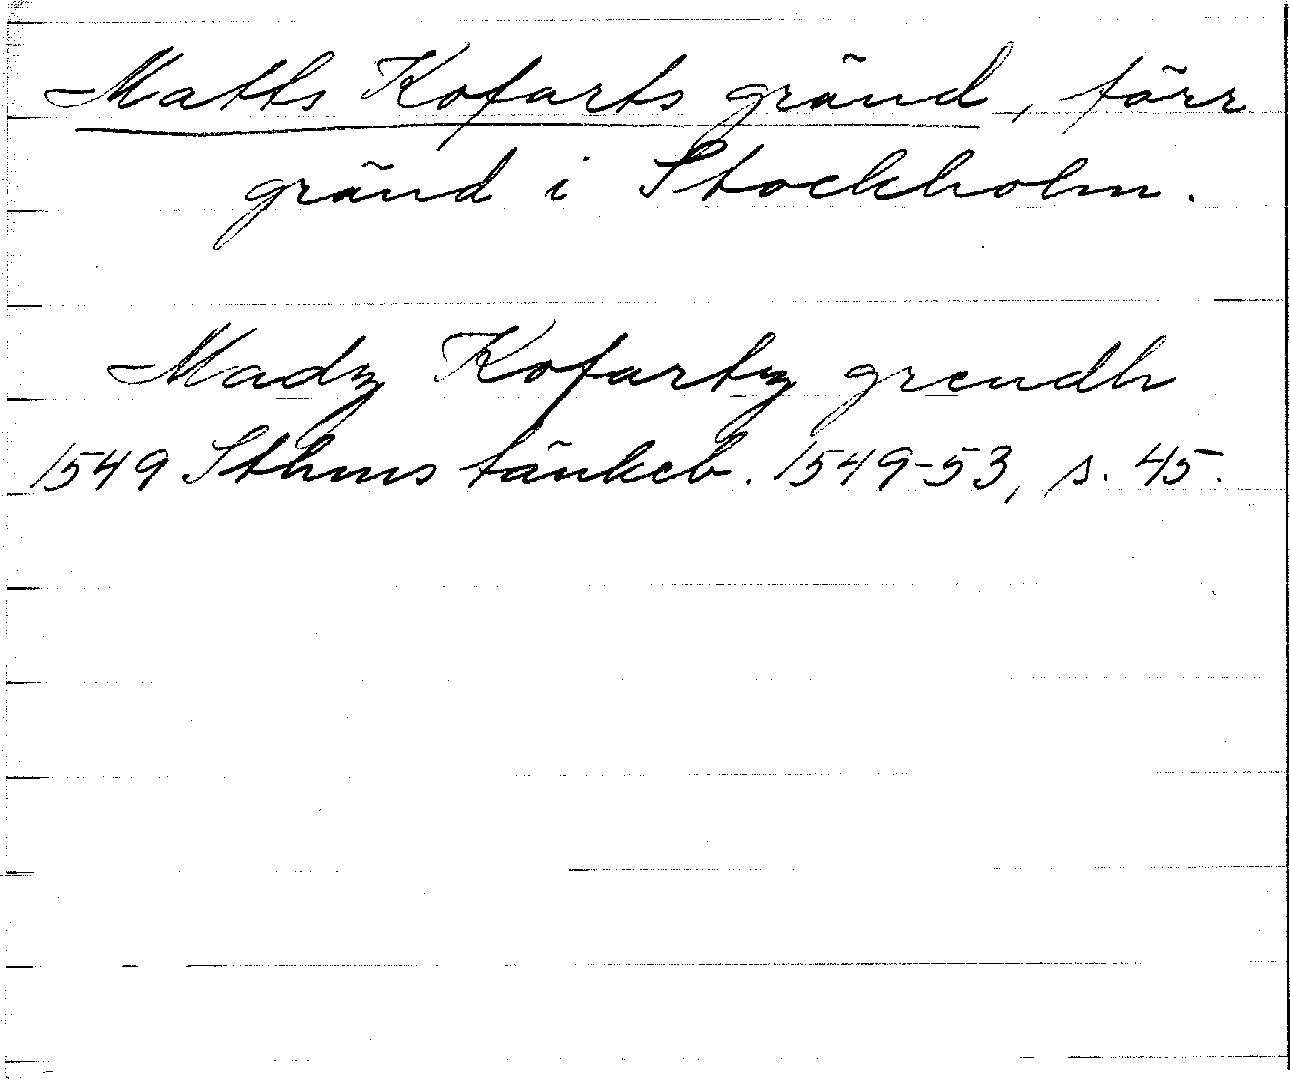 Matts Kofarts gränd, förr
gränd i Stockholm.
Madz Kofartz grendh
1549 Sthms tänkeb. 1549-53, s. 45.